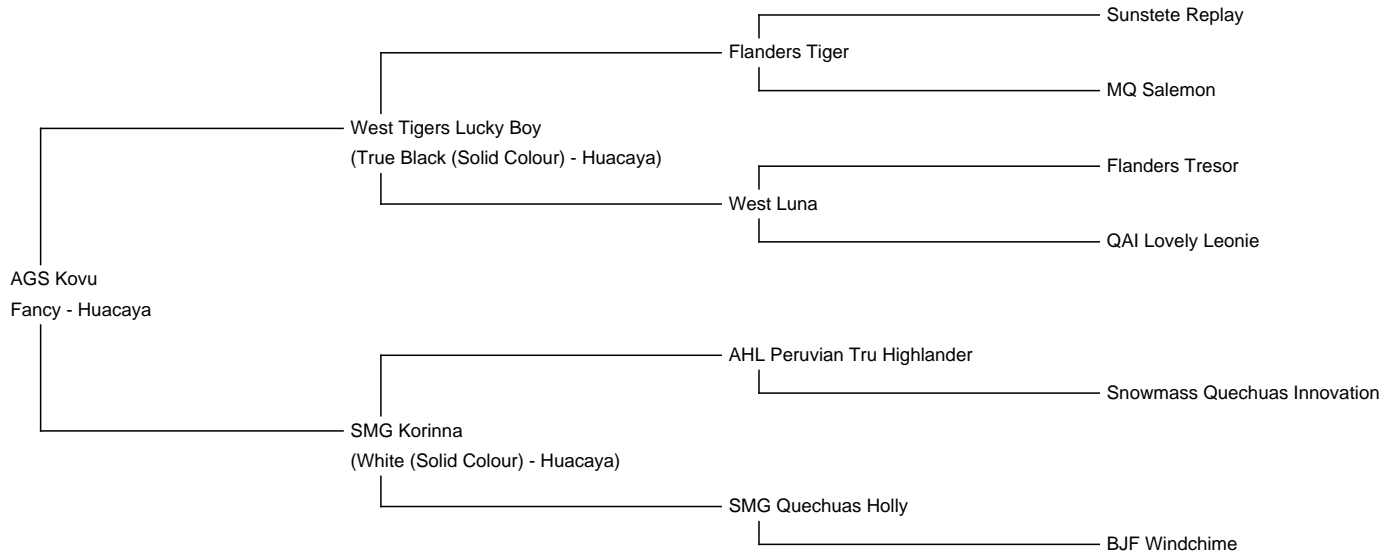 Sunstete Replay
Flanders Tiger
MQ Salemon
West Tigers Lucky Boy
(True Black (Solid Colour) - Huacaya)
Flanders Tresor
West Luna
QAI Lovely Leonie
AGS Kovu
Fancy - Huacaya
AHL Peruvian Tru Highlander
Snowmass Quechuas Innovation
SMG Korinna
(White (Solid Colour) - Huacaya)
SMG Quechuas Holly
BJF Windchime